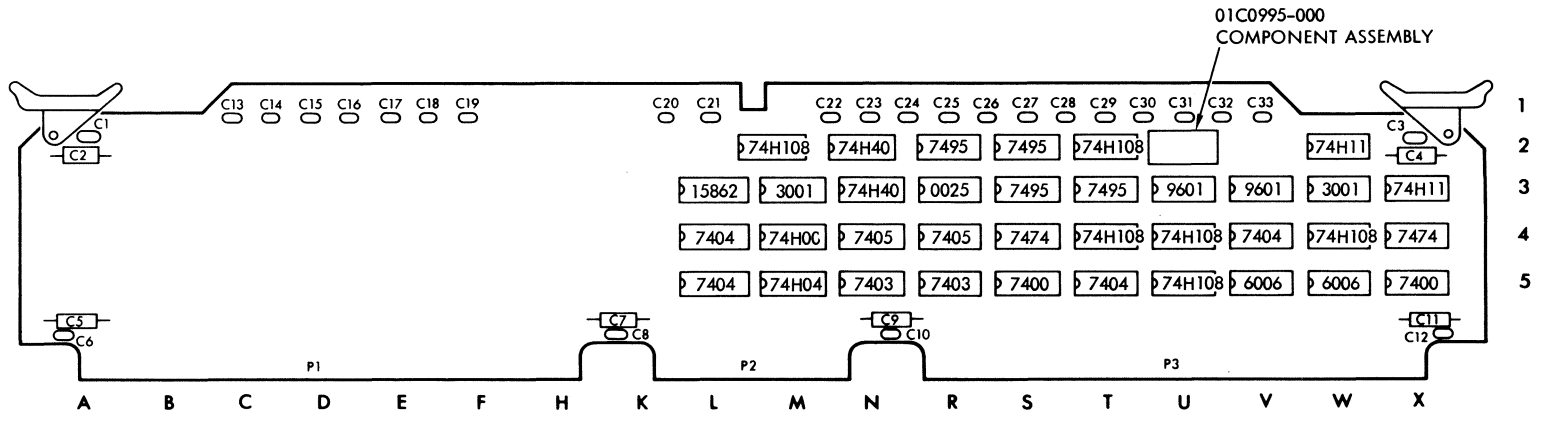 01C0995-000
COMPONENT ASSEMBLY
C13 C14 C15 C16 C17 C18 C19 C20 C21 C22 C23 C24 C25 C26 C27 C28 C29 C30 C31 C32 C33 1
C1 C3
74H108 74H40 7495 7495 74H108 74H11 2
C2 C4
15862 3001 74H40 0025 7495 7495 9601 9601 3001 74H11 3
7404 74H00 7405 7405 7474 74H108 74H108 7404 74H108 7474 4
7404 74H04 7403 7403 7400 7404 74H108 6006 6006 7400 5
C5 C7 C9 C11
C6 C8 C10 C12
P1 P2 P3
A B C D E F H K L M N R S T U V W X